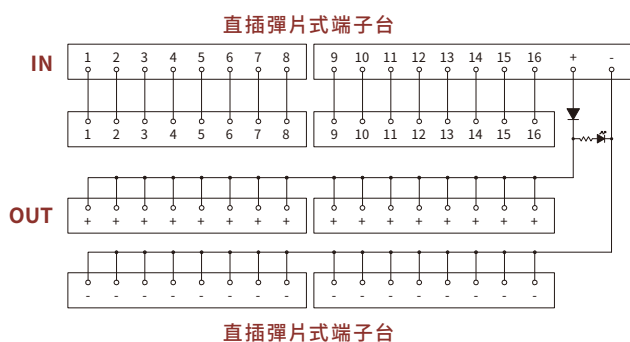 直插彈片式端子台
IN
1 2 3 4 5 6 7 8 9 10 11 12 13 14 15 16 + -
1 2 3 4 5 6 7 8 9 10 11 12 13 14 15 16
OUT
+ + + + + + + + + + + + + + + +
- - - - - - - - - - - - - - - -
直插彈片式端子台